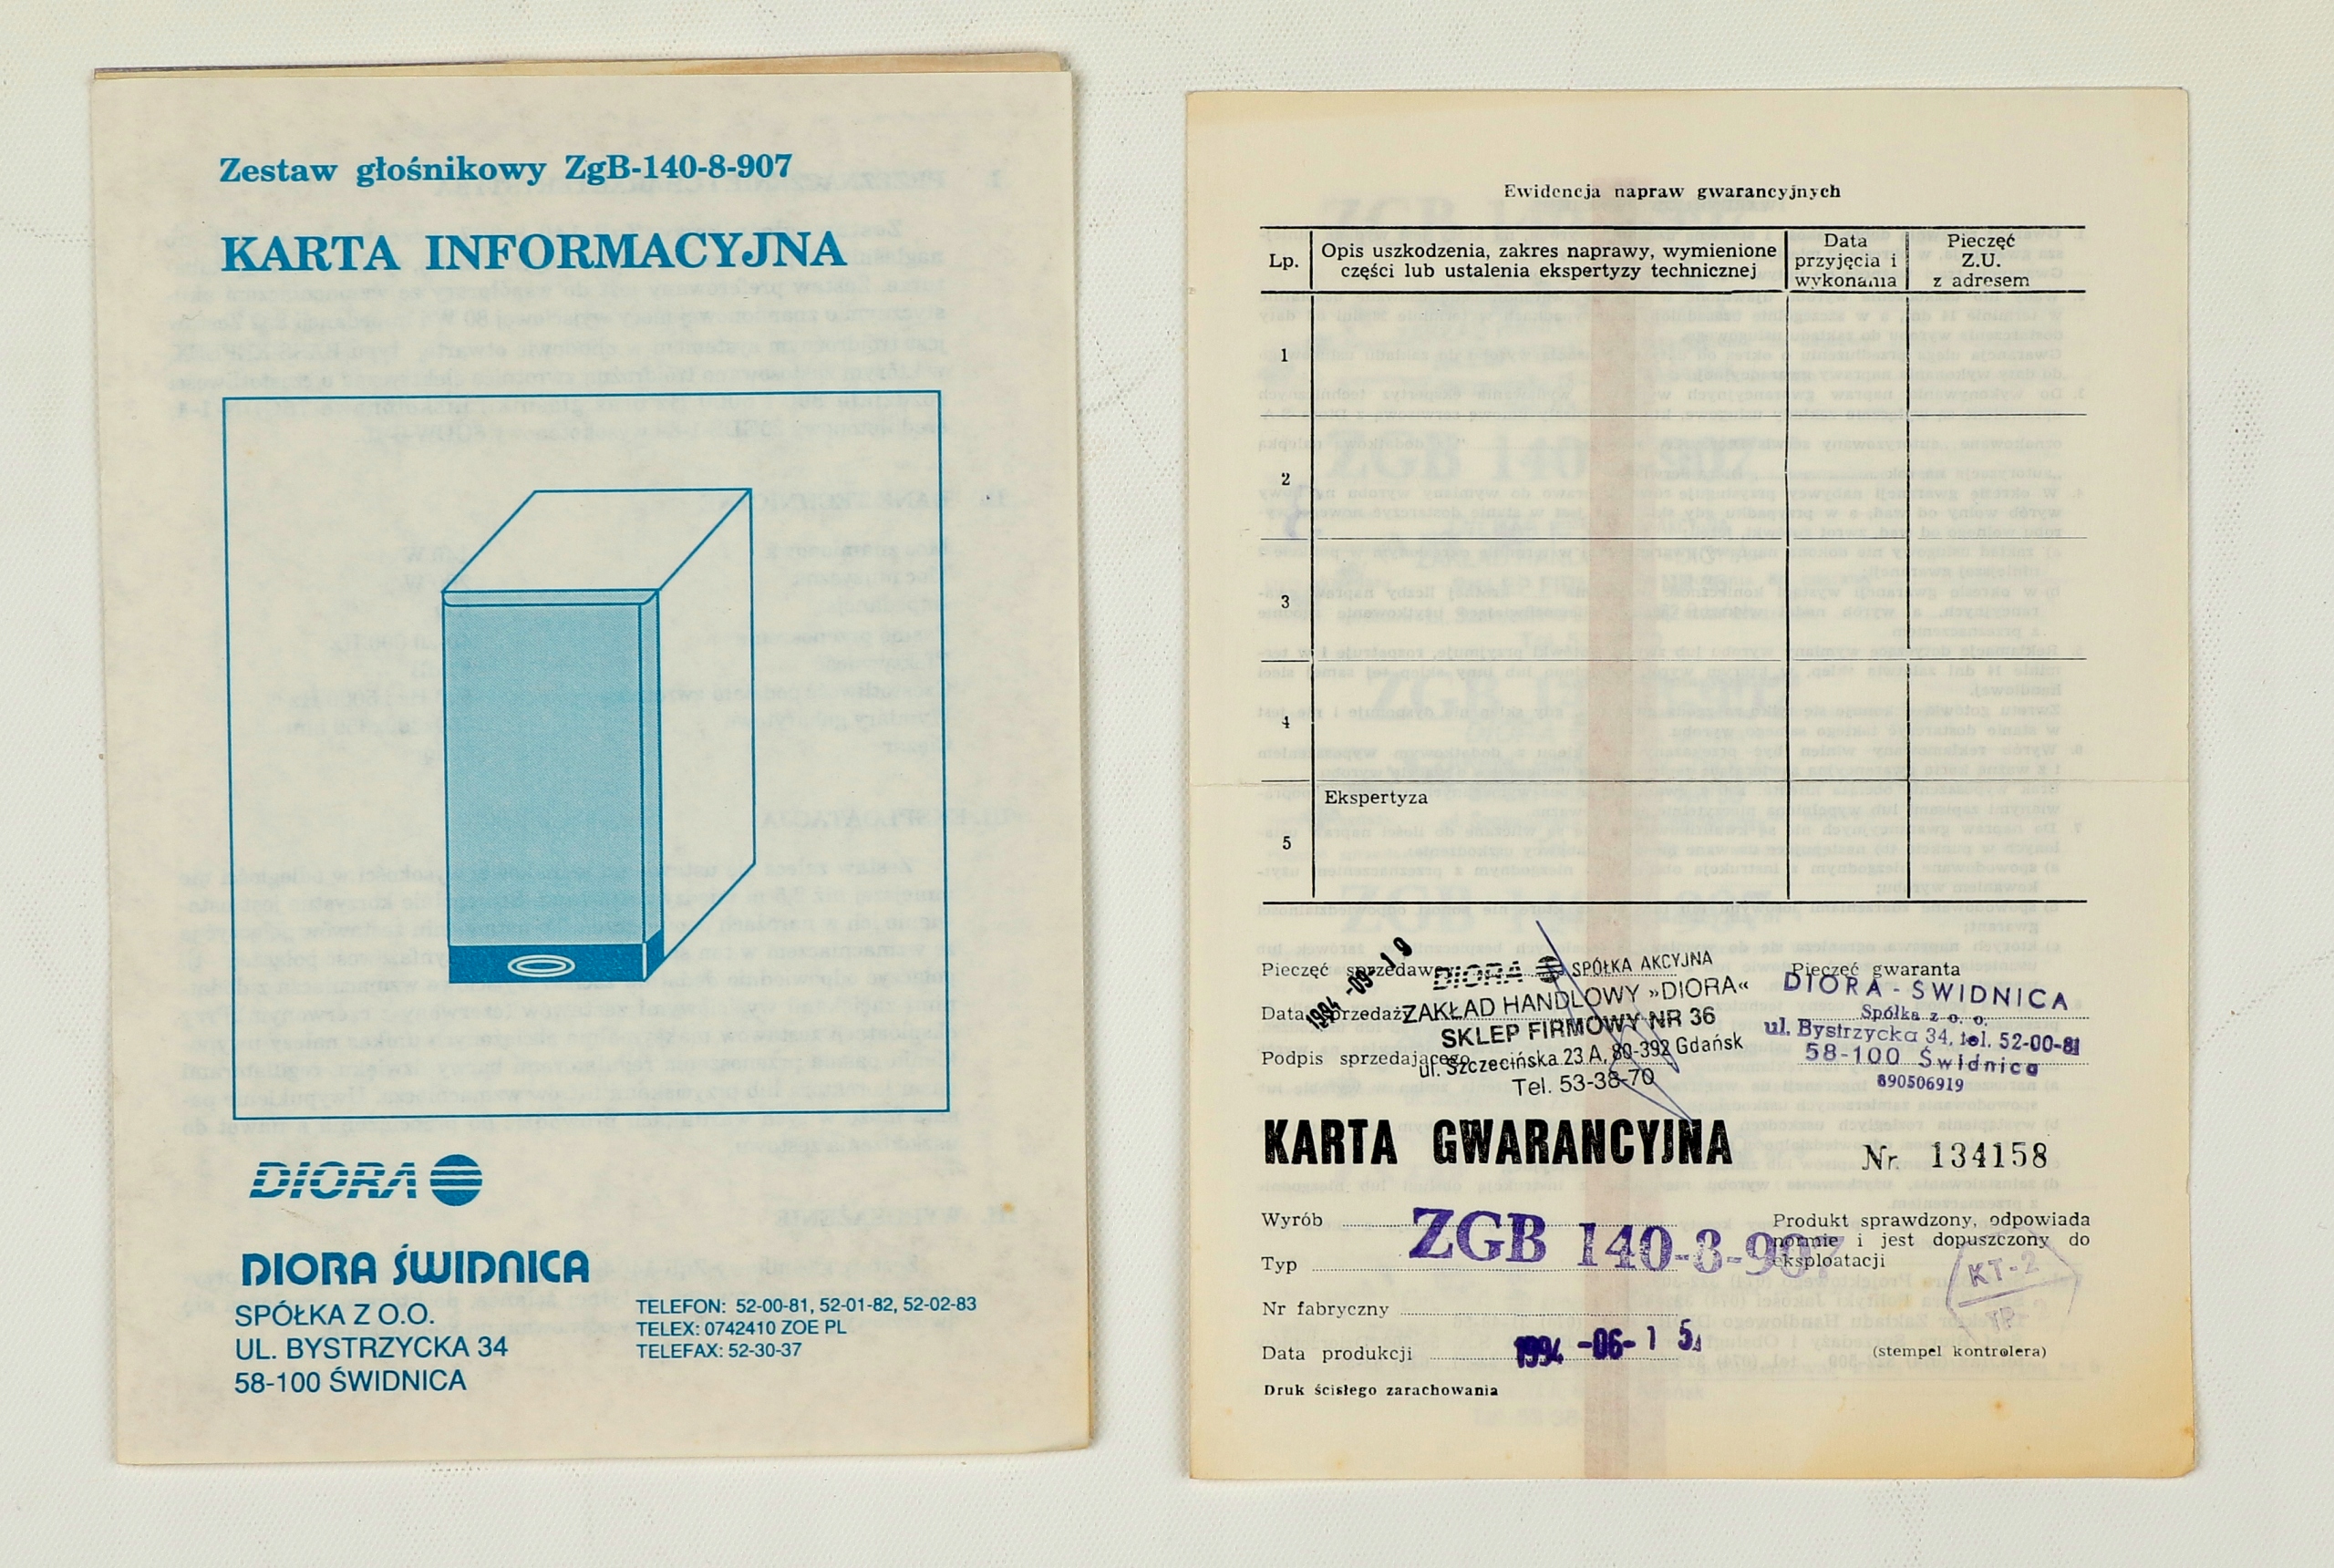 Zestaw głośnikowy ZgB-140-8-907
KARTA INFORMACYJNA
DIORA
DIORA ŚWIDNICA
SPÓŁKA Z O.O.
UL. BYSTRZYCKA 34
58-100 ŚWIDNICA
TELEFON: 52-00-81, 52-01-82, 52-02-83
TELEX: 0742410 ZOE PL
TELEFAX: 52-30-37
Ewidencja napraw gwarancyjnych
Lp.
Opis uszkodzenia, zakres naprawy, wymienione
części lub ustalenia ekspertyzy technicznej
Data
przyjęcia i
wykonania
Pieczęć
Z.U.
z adresem
1
2
3
4
Ekspertyza
5
Pieczęć sprzedawcy
Data sprzedaży
Podpis sprzedającego
1994 -09- 19
DIORA SPÓŁKA AKCYJNA
ZAKŁAD HANDLOWY »DIORA«
SKLEP FIRMOWY NR 36
ul. Szczecińska 23 A, 80-392 Gdańsk
Tel. 53-38-70
Pieczęć gwaranta
DIORA - ŚWIDNICA
Spółka z o. o.
ul. Bystrzycka 34, tel. 52-00-81
58-100 Świdnica
890506919
KARTA GWARANCYJNA
Nr 134158
Wyrób
Typ
ZGB 140-8-907
Nr fabryczny
Data produkcji 1994 -06- 15
Druk ścisłego zarachowania
Produkt sprawdzony, odpowiada
normie i jest dopuszczony do
eksploatacji
KT-2
TP
(stempel kontrolera)